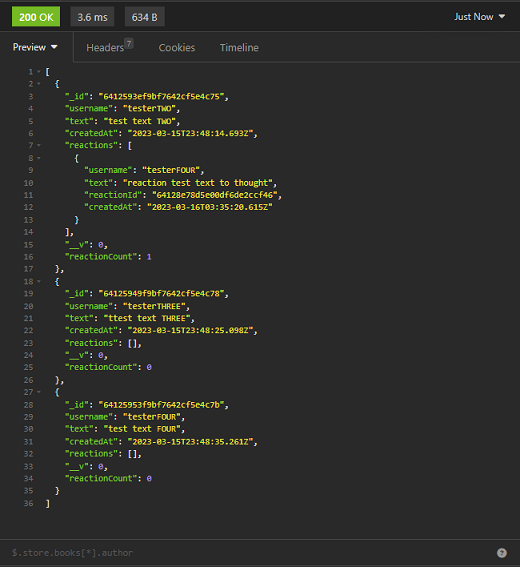 200 OK 3.6 ms 634 B Just Now
Preview Headers 7 Cookies Timeline
1 [
2 {
3 "_id": "6412593ef9bf7642cf5e4c75",
4 "username": "testerTWO",
5 "text": "test text TWO",
6 "createdAt": "2023-03-15T23:48:14.693Z",
7 "reactions": [
8 {
9 "username": "testerFOUR",
10 "text": "reaction test text to thought",
11 "reactionId": "64128e78d5e00df6de2ccf46",
12 "createdAt": "2023-03-16T03:35:20.615Z"
13 }
14 ],
15 "__v": 0,
16 "reactionCount": 1
17 },
18 {
19 "_id": "64125949f9bf7642cf5e4c78",
20 "username": "testerTHREE",
21 "text": "ttest text THREE",
22 "createdAt": "2023-03-15T23:48:25.098Z",
23 "reactions": [],
24 "__v": 0,
25 "reactionCount": 0
26 },
27 {
28 "_id": "64125953f9bf7642cf5e4c7b",
29 "username": "testerFOUR",
30 "text": "test text FOUR",
31 "createdAt": "2023-03-15T23:48:35.261Z",
32 "reactions": [],
33 "__v": 0,
34 "reactionCount": 0
35 }
36 ]
$.store.books[*].author ?